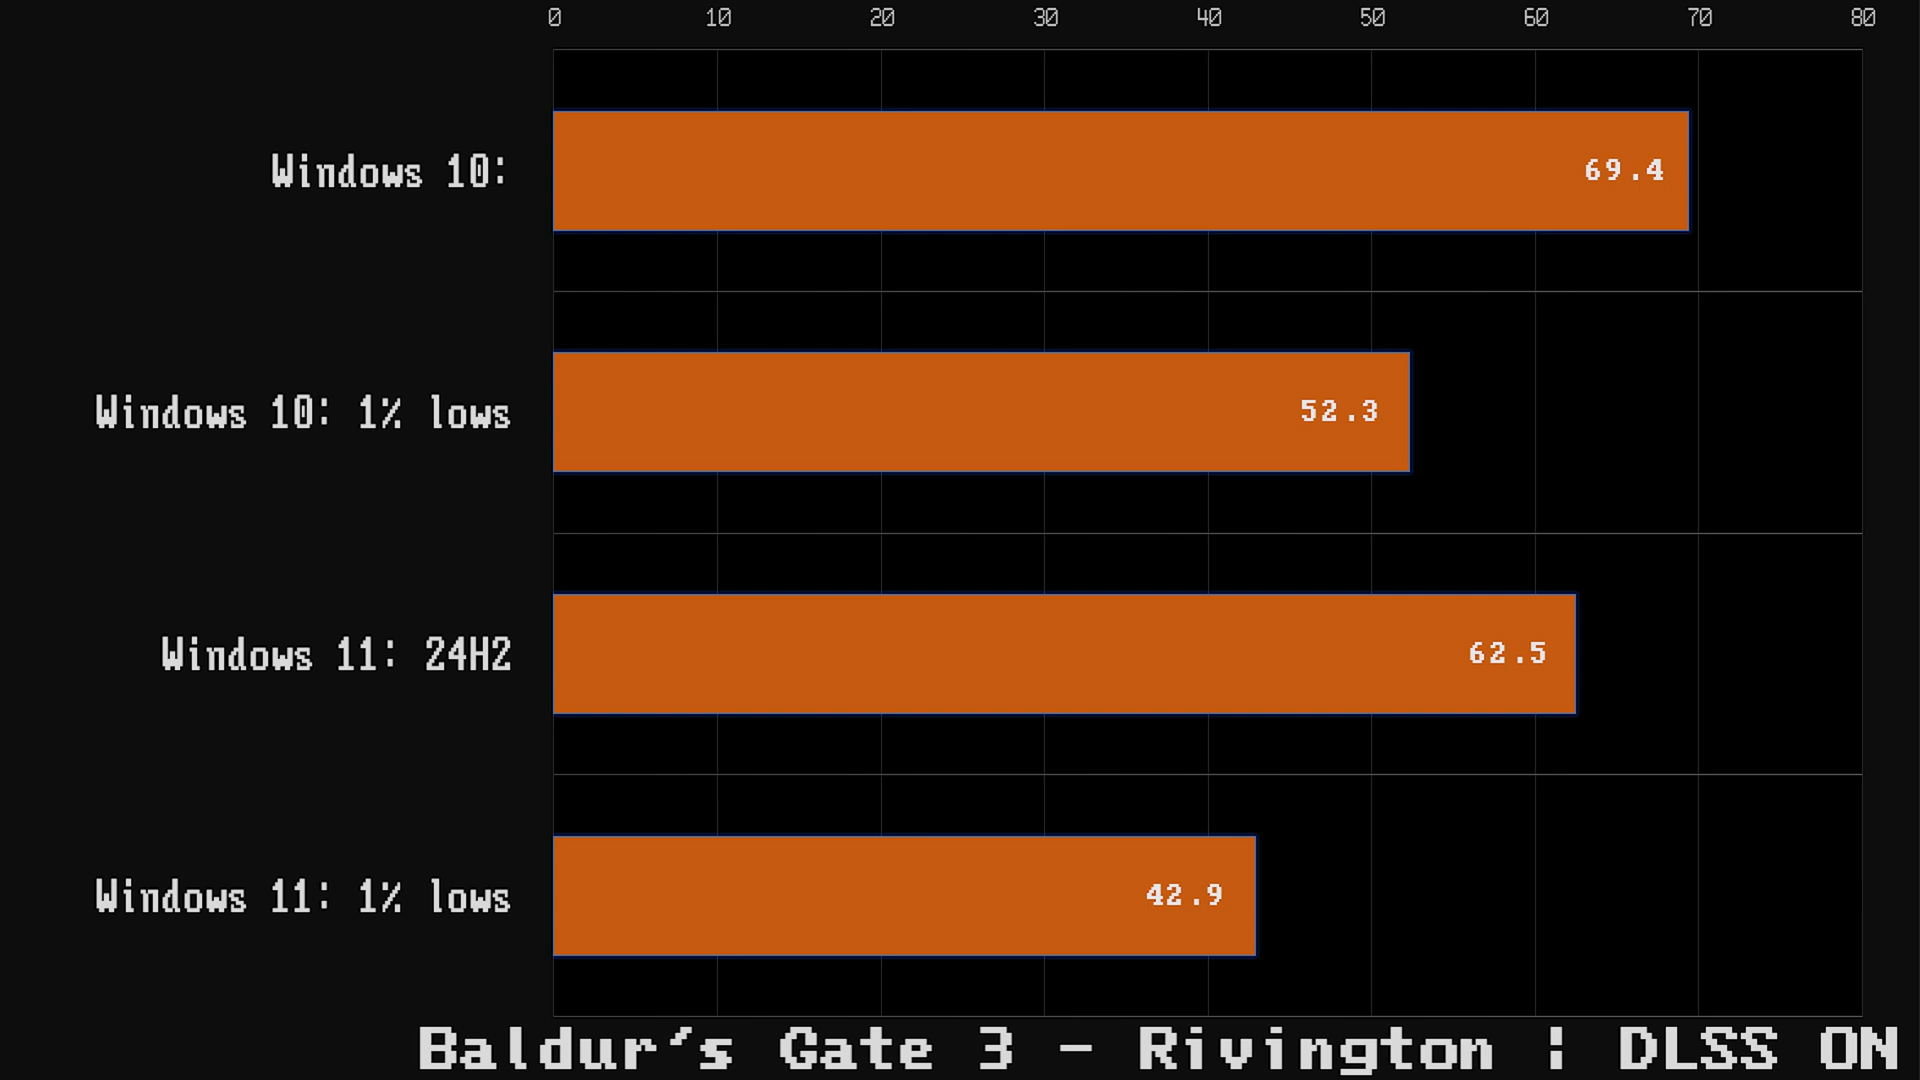 0 10 20 30 40 50 60 70 80
Windows 10:
69.4
Windows 10: 1% lows
52.3
Windows 11: 24H2
62.5
Windows 11: 1% lows
42.9
Baldur's Gate 3 - Rivington : DLSS ON